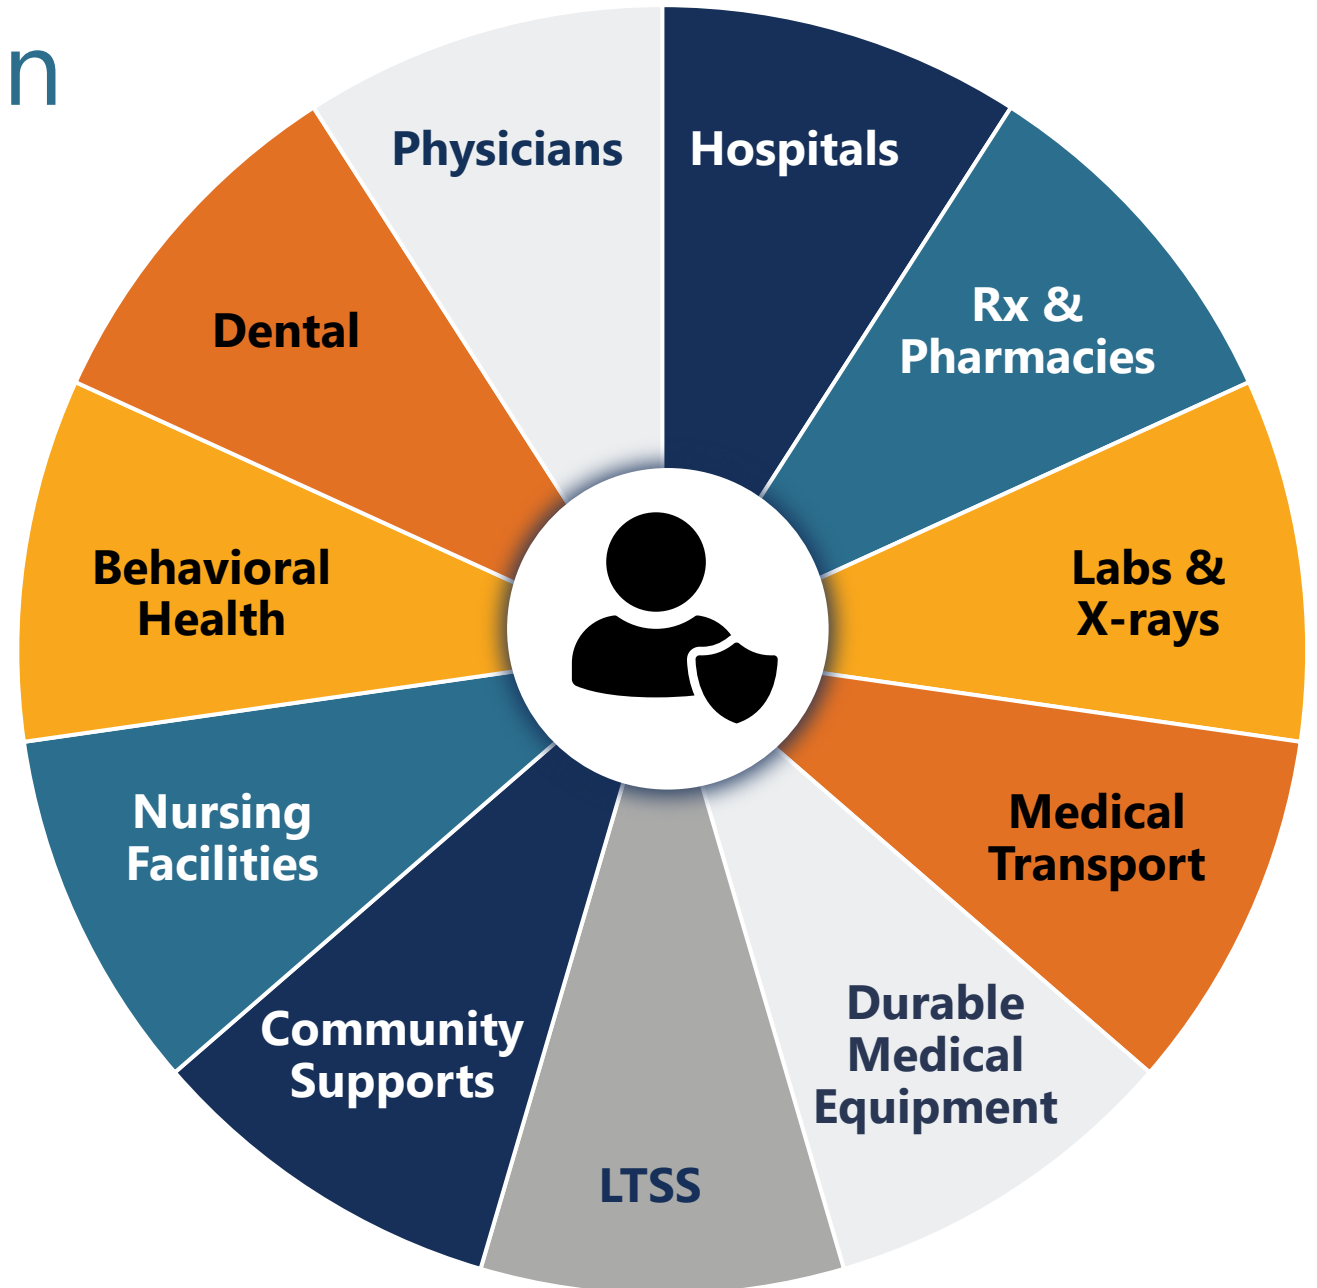 n
Physicians
Hospitals
Rx &
Pharmacies
Dental
Labs &
X-rays
Behavioral
Health
Medical
Transport
Nursing
Facilities
Durable
Medical
Equipment
Community
Supports
LTSS